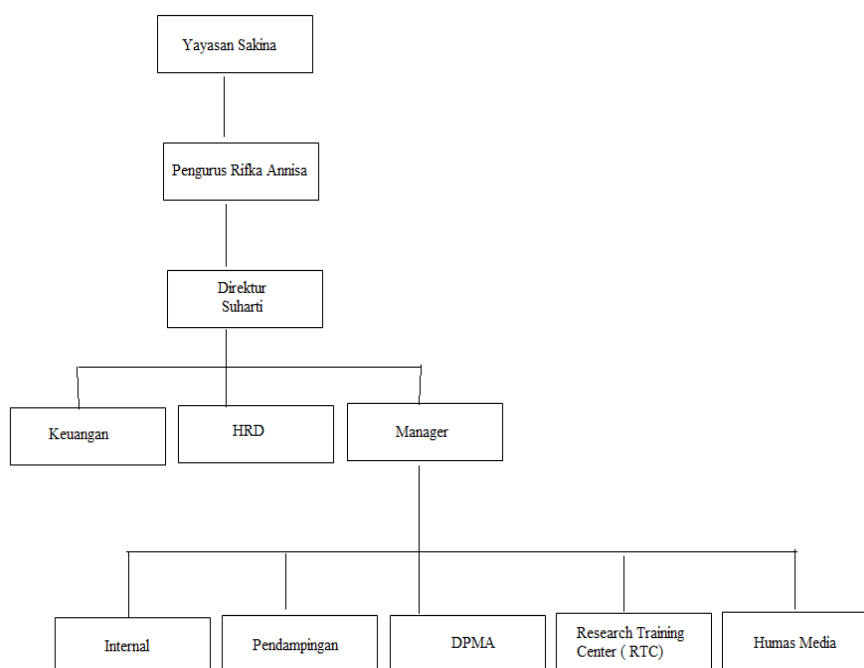 Yayasan Sakina
Pengurus Rifka Annisa
Direktur
Suharti
Keuangan
HRD
Manager
Internal
Pendampingan
DPMA
Research Training
Center ( RTC)
Humas Media